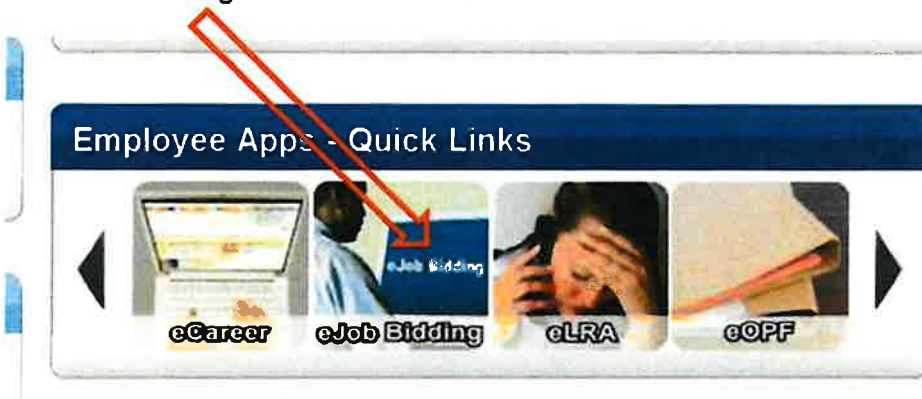 Employee Apps - Quick Links
eJob Bidding
eCareer
eJob Bidding
eLRA
eOPF